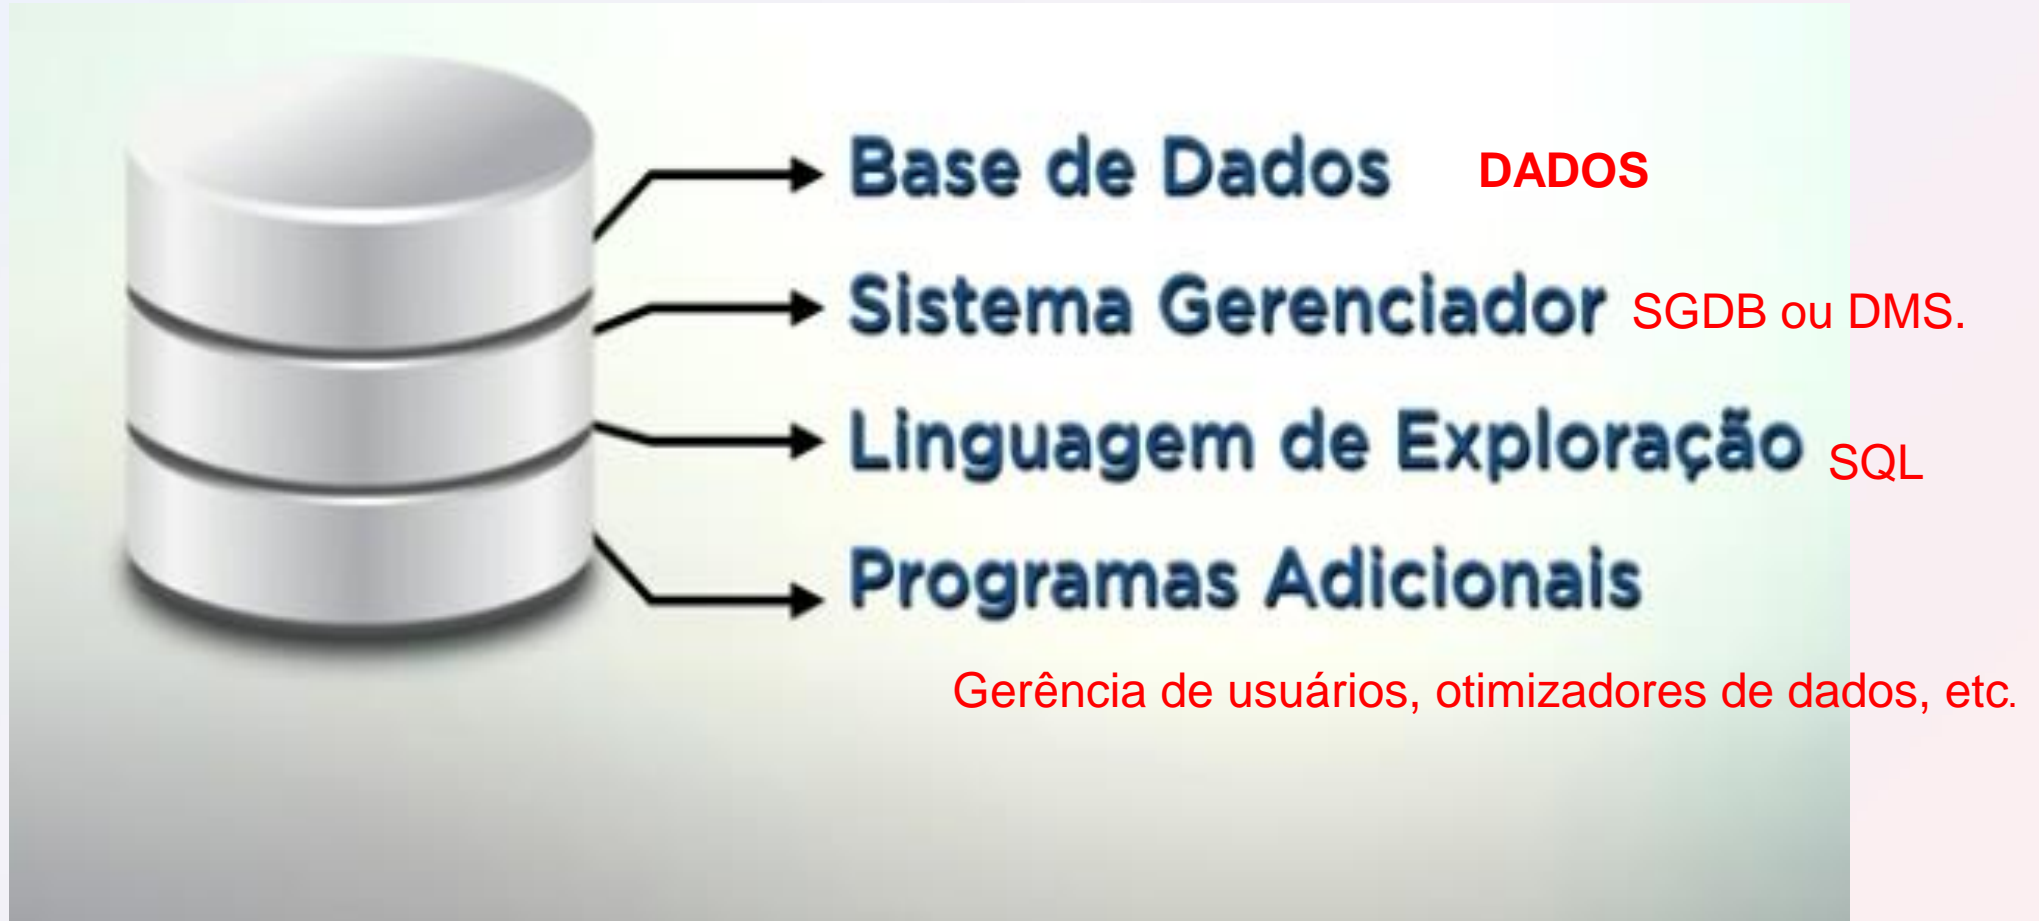 Base de Dados DADOS
Sistema Gerenciador SGDB ou DMS.
Linguagem de Exploração SQL
Programas Adicionais
Gerência de usuários, otimizadores de dados, etc.